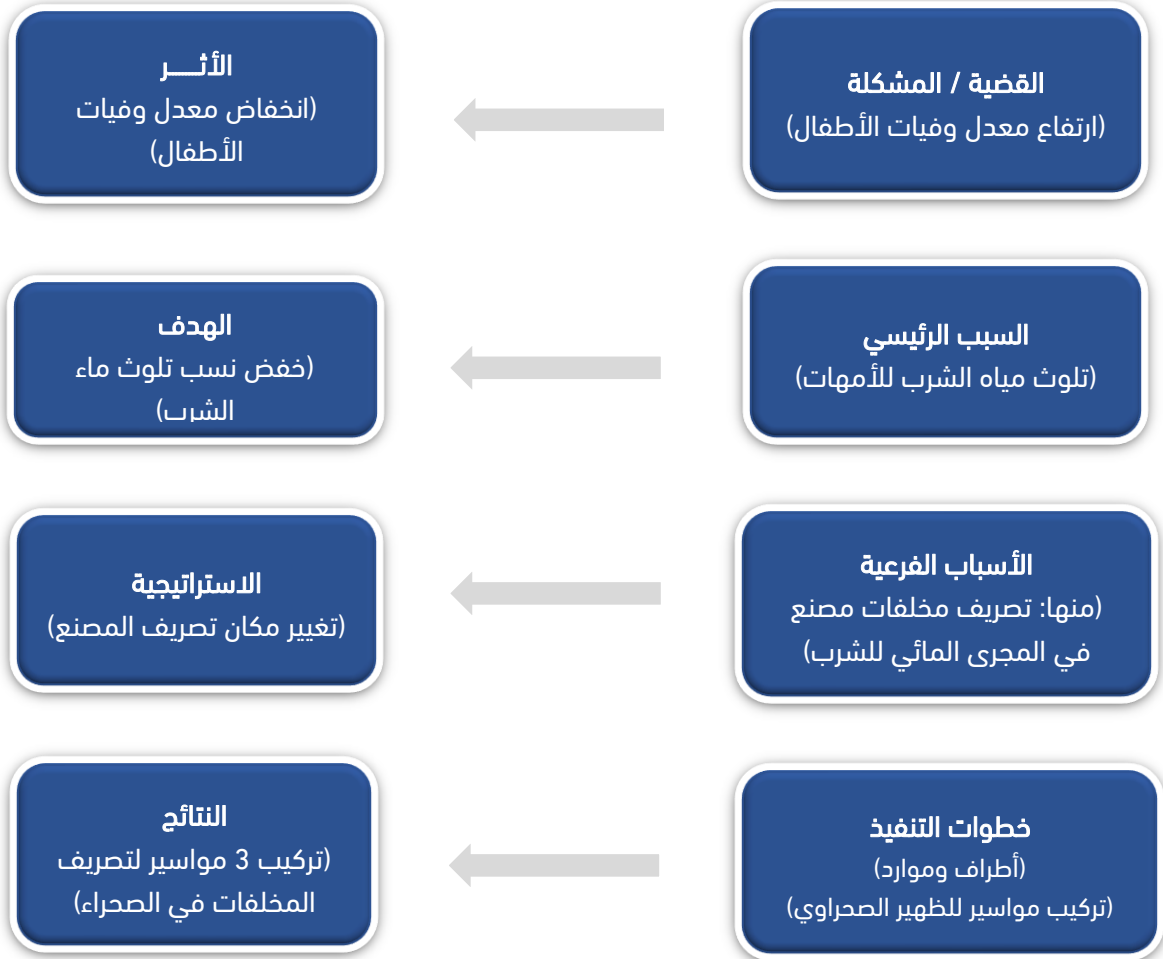 القضية / المشكلة
(ارتفاع معدل وفيات الأطفال)
الأثـــر
(انخفاض معدل وفيات
الأطفال)
السبب الرئيسي
(تلوث مياه الشرب للأمهات)
الهدف
(خفض نسب تلوث ماء
الشرب)
الأسباب الفرعية
(منها: تصريف مخلفات مصنع
في المجرى المائي للشرب)
الاستراتيجية
(تغيير مكان تصريف المصنع)
خطوات التنفيذ
(أطراف وموارد)
(تركيب مواسير للظهير الصحراوي)
النتائج
(تركيب 3 مواسير لتصريف
المخلفات في الصحراء)